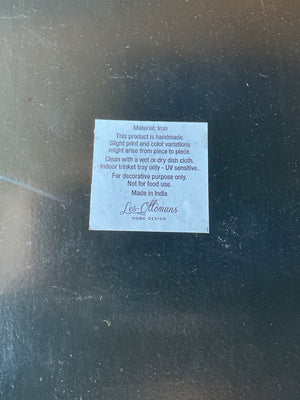 Material: Iron
This product is handmade.
Slight print and color variations
might arise from piece to piece.
Clean with a wet or dry dish cloth.
Indoor trinket tray only - UV sensitive.
For decorative purpose only.
Not for food use.
Made in India
Les-Ottomans
HOME DESIGN